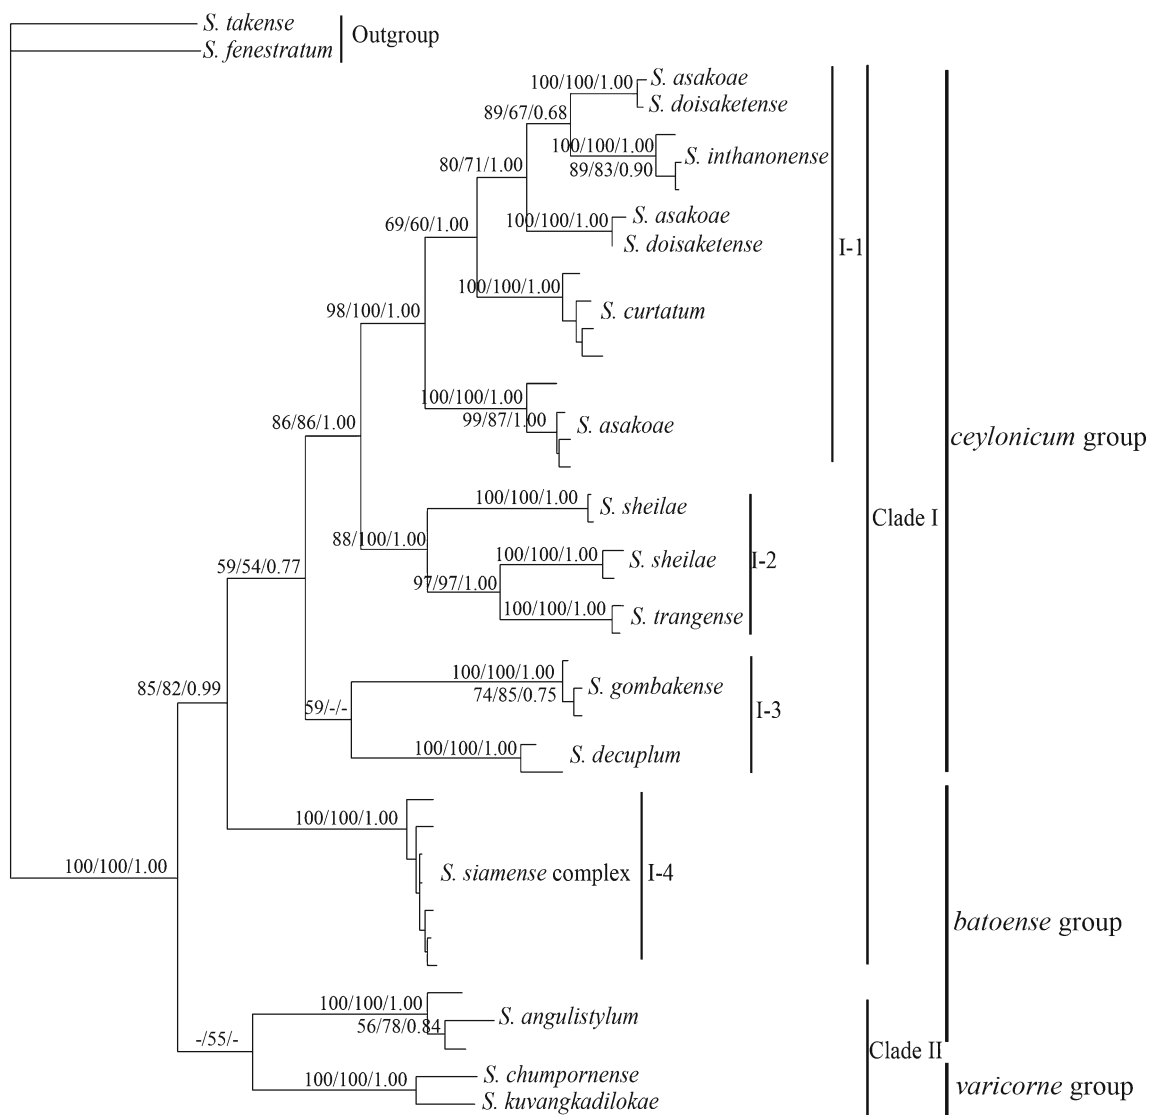 S. takense
S. fenestratum
Outgroup
100/100/1.00
S. asakoae
S. doisaketense
89/67/0.68
100/100/1.00
S. inthanonense
89/83/0.90
80/71/1.00
100/100/1.00
S. asakoae
S. doisaketense
69/60/1.00
I-1
100/100/1.00
S. curtatum
98/100/1.00
100/100/1.00
99/87/1.00
S. asakoae
86/86/1.00
ceylonicum group
100/100/1.00
S. sheilae
Clade I
88/100/1.00
100/100/1.00
S. sheilae
I-2
97/97/1.00
59/54/0.77
100/100/1.00
S. trangense
100/100/1.00
74/85/0.75
S. gombakense
85/82/0.99
59/-/-
I-3
100/100/1.00
S. decuplum
100/100/1.00
100/100/1.00
S. siamense complex
I-4
batoense group
100/100/1.00
56/78/0.84
S. angulistylum
-/55/-
Clade II
100/100/1.00
S. chumpornense
S. kuvangkadilokae
varicorne group